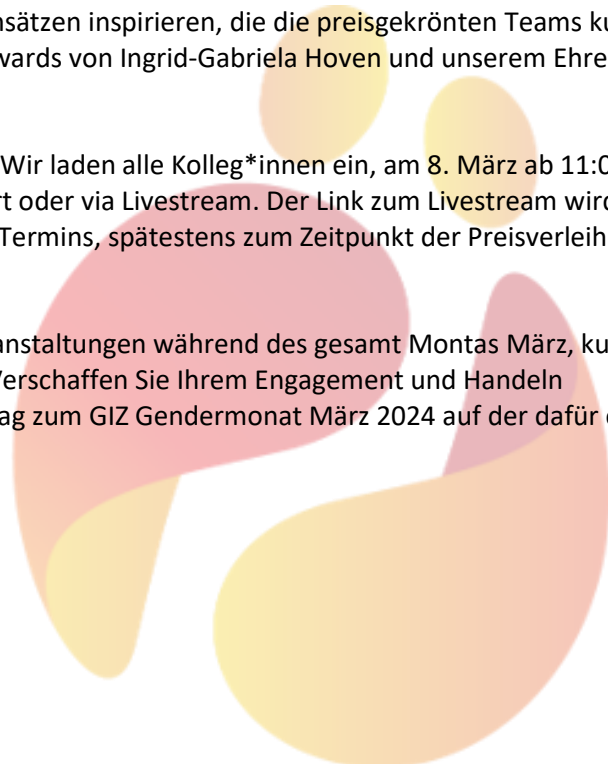 nsätzen inspirieren, die die preisgekrönten Teams ku
wards von Ingrid-Gabriela Hoven und unserem Ehre
Wir laden alle Kolleg*innen ein, am 8. März ab 11:0
rt oder via Livestream. Der Link zum Livestream wird
Termins, spätestens zum Zeitpunkt der Preisverleih
anstaltungen während des gesamt Montas März, ku
Verschaffen Sie Ihrem Engagement und Handeln
ag zum GIZ Gendermonat März 2024 auf der dafür e